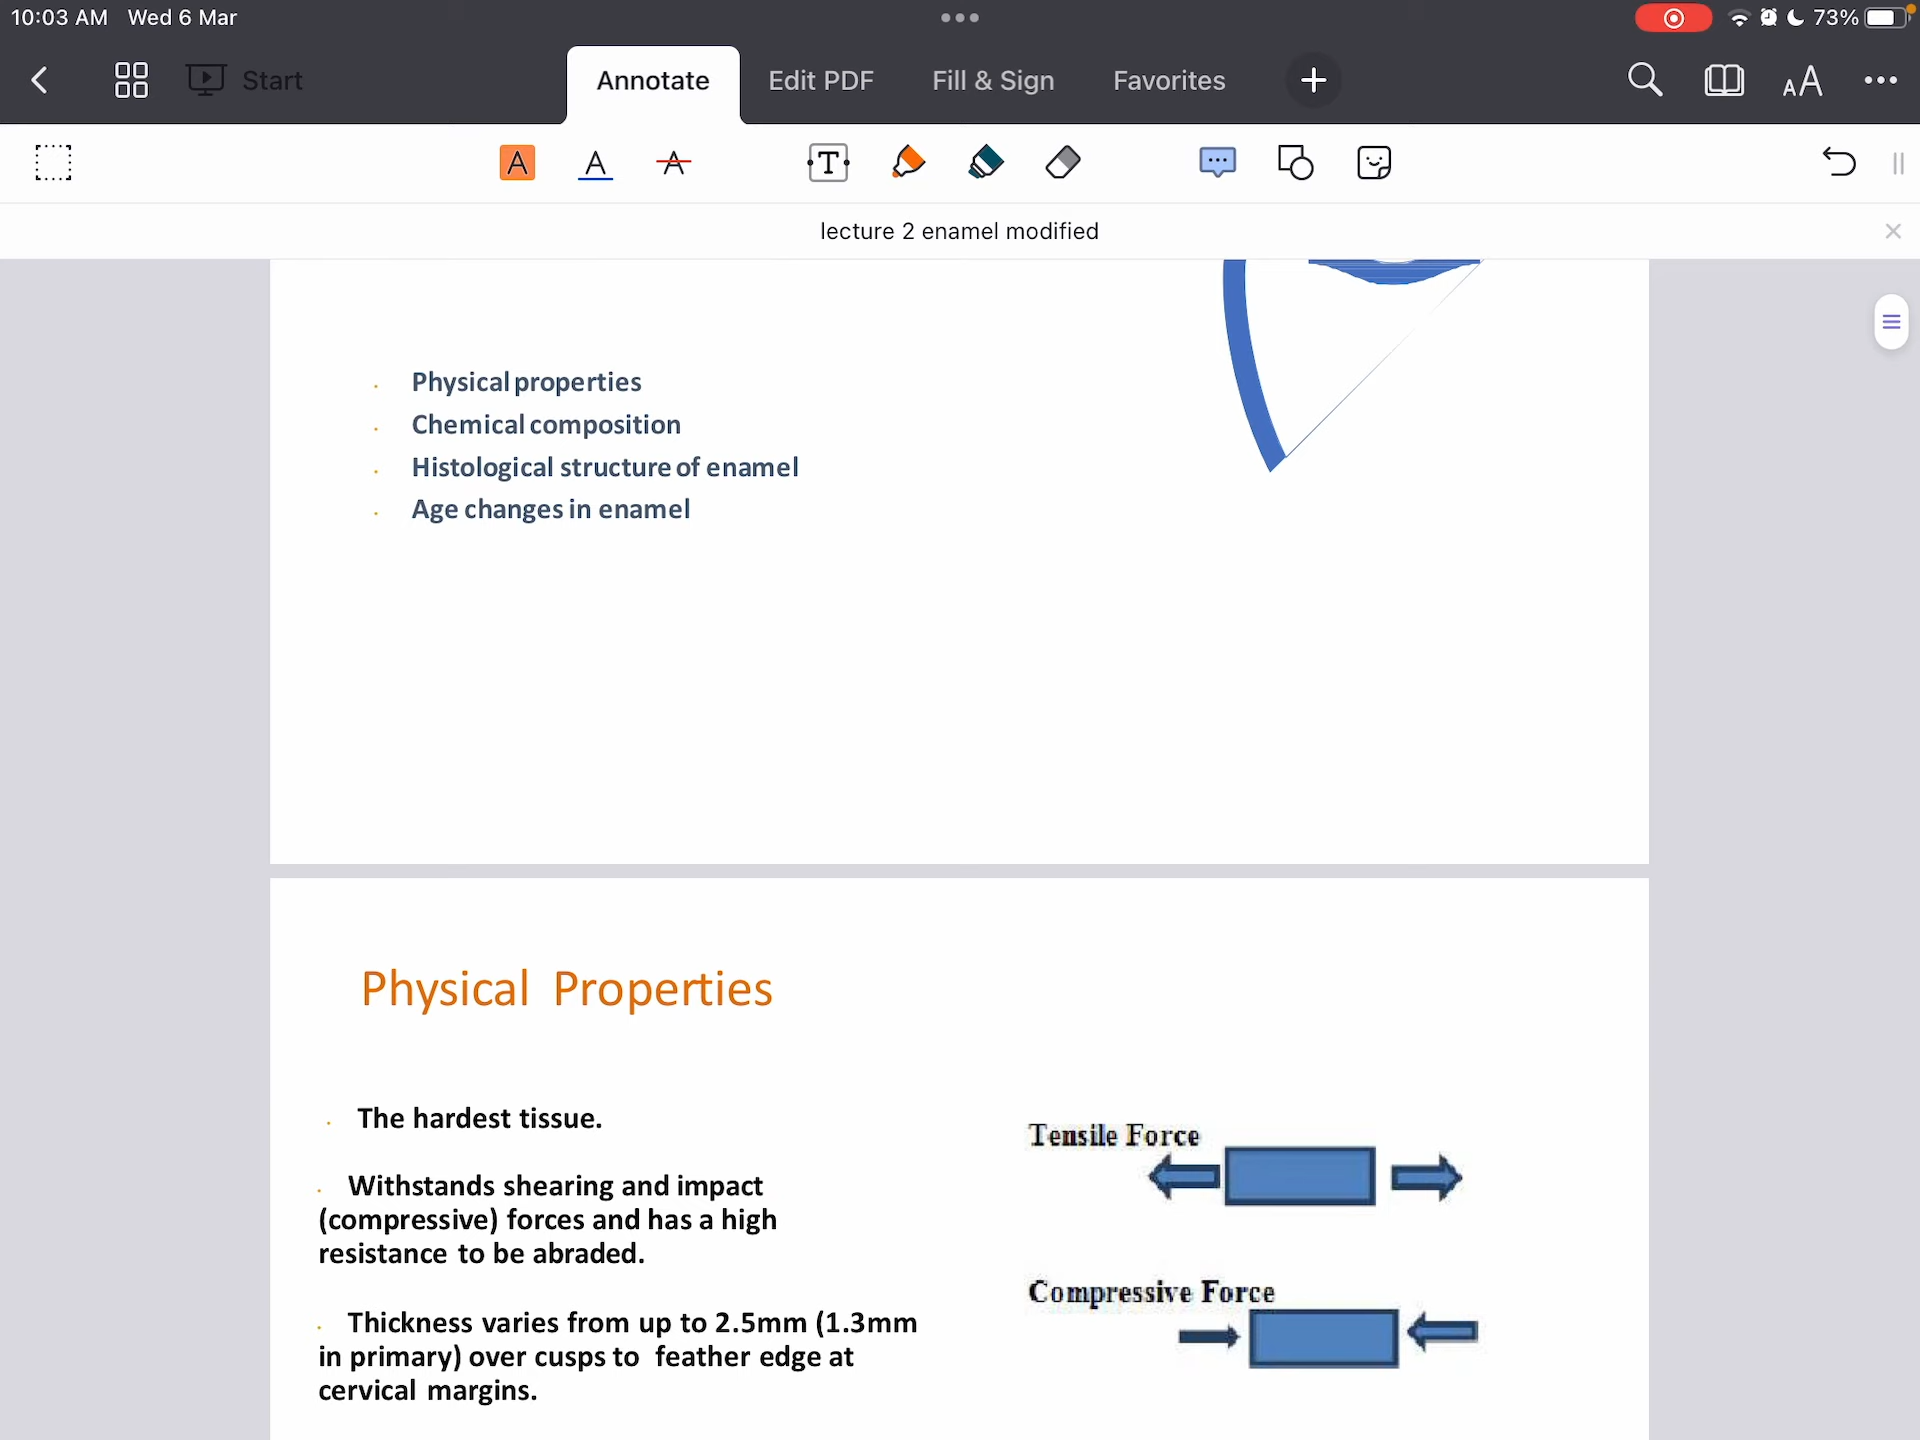 10:03 AM Wed 6 Mar
73%
Start
Annotate
Edit PDF
Fill & Sign
Favorites
AA
A
A
A
T
lecture 2 enamel modified
Physical properties
Chemical composition
Histological structure of enamel
Age changes in enamel
Physical Properties
The hardest tissue.
Withstands shearing and impact
(compressive) forces and has a high
resistance to be abraded.
Thickness varies from up to 2.5mm (1.3mm
in primary) over cusps to feather edge at
cervical margins.
Tensile Force
Compressive Force